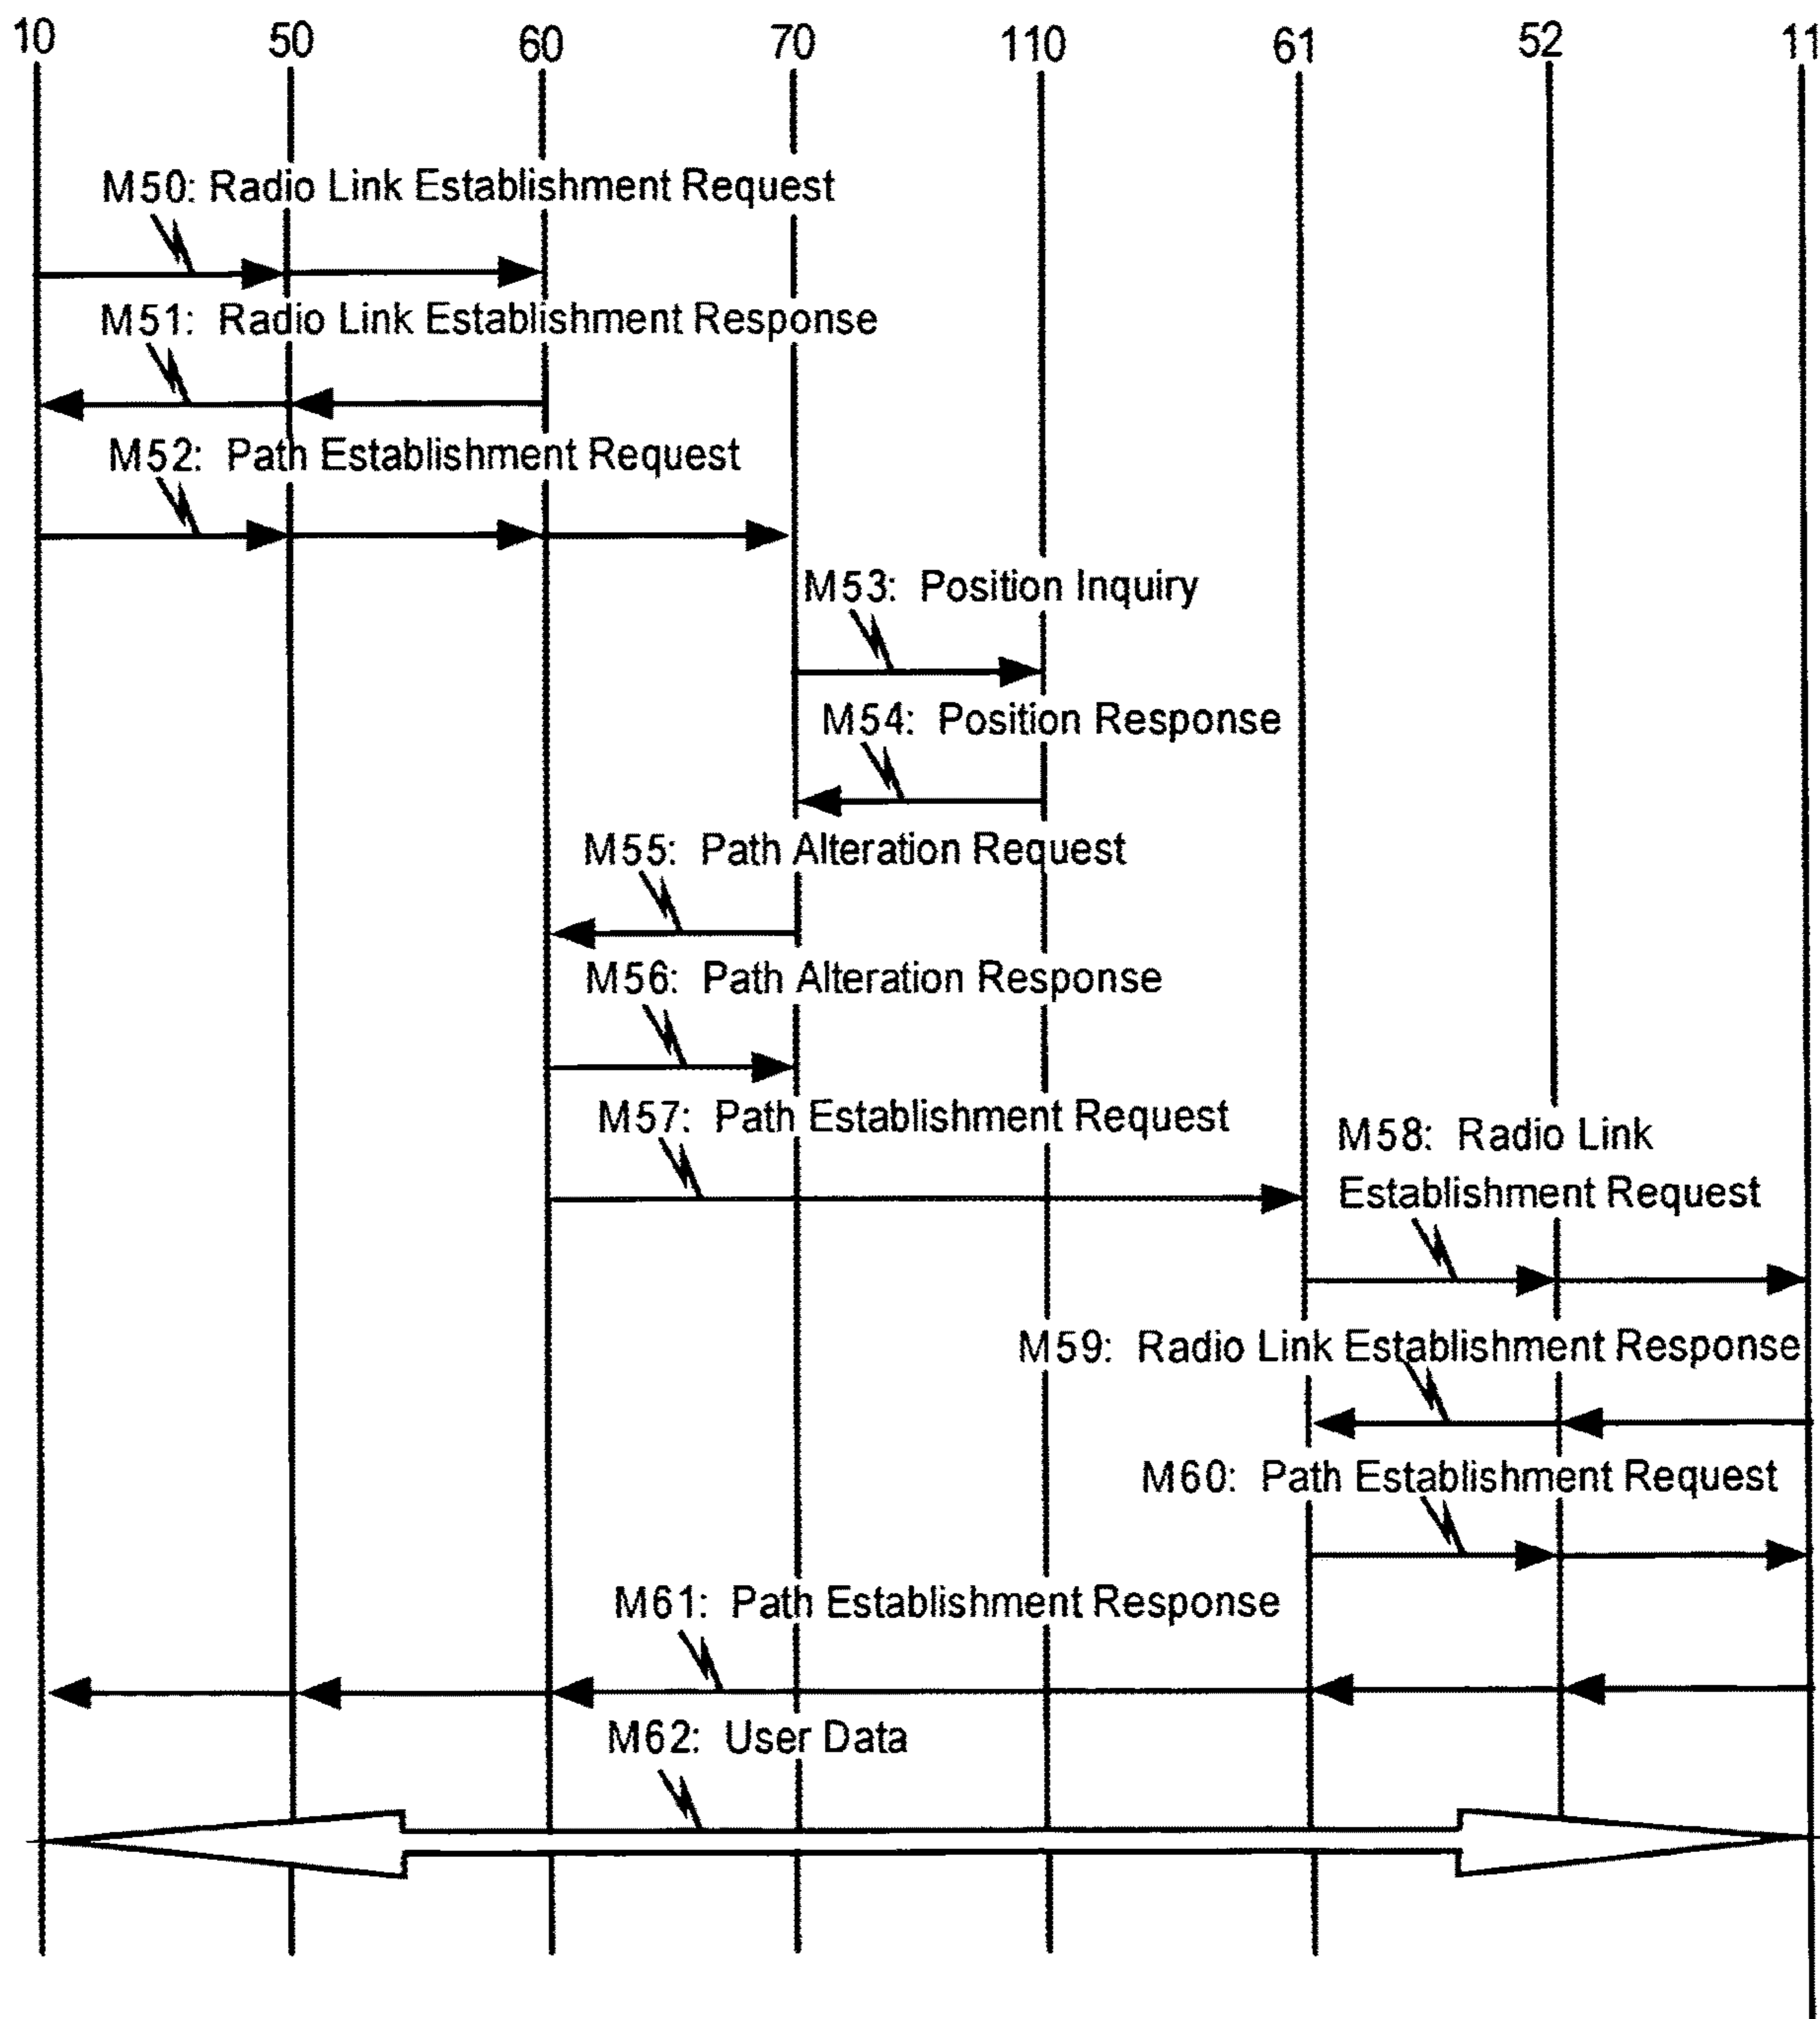 10 50 60 70 110 61 52 11
M50: Radio Link Establishment Request
M51: Radio Link Establishment Response
M52: Path Establishment Request
M53: Position Inquiry
M54: Position Response
M55: Path Alteration Request
M56: Path Alteration Response
M57: Path Establishment Request
M58: Radio Link
Establishment Request
M59: Radio Link Establishment Response
M60: Path Establishment Request
M61: Path Establishment Response
M62: User Data